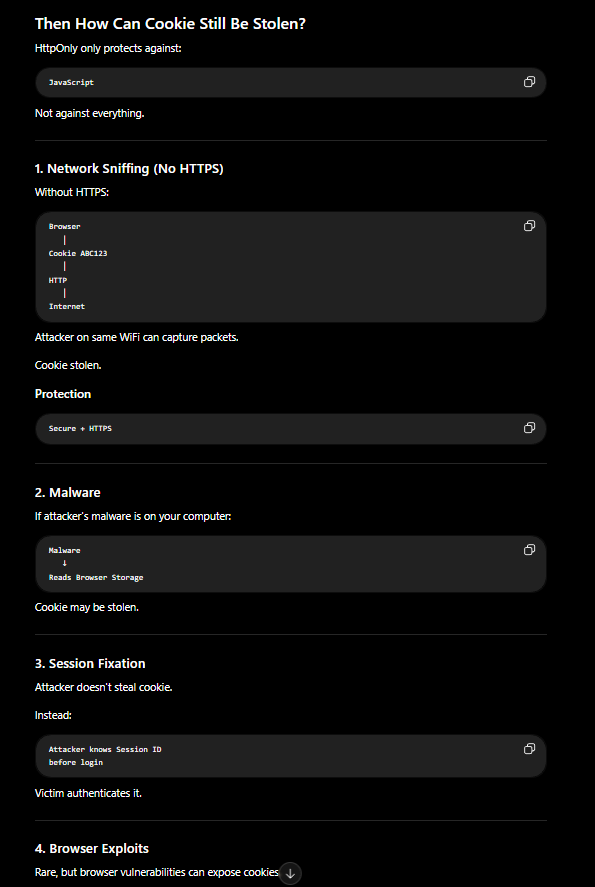 Then How Can Cookie Still Be Stolen?
HttpOnly only protects against:
JavaScript
Not against everything.
1. Network Sniffing (No HTTPS)
Without HTTPS:
Browser
|
Cookie ABC123
|
HTTP
|
Internet
Attacker on same WiFi can capture packets.
Cookie stolen.
Protection
Secure + HTTPS
2. Malware
If attacker's malware is on your computer:
Malware
↓
Reads Browser Storage
Cookie may be stolen.
3. Session Fixation
Attacker doesn't steal cookie.
Instead:
Attacker knows Session ID
before login
Victim authenticates it.
4. Browser Exploits
Rare, but browser vulnerabilities can expose cookies